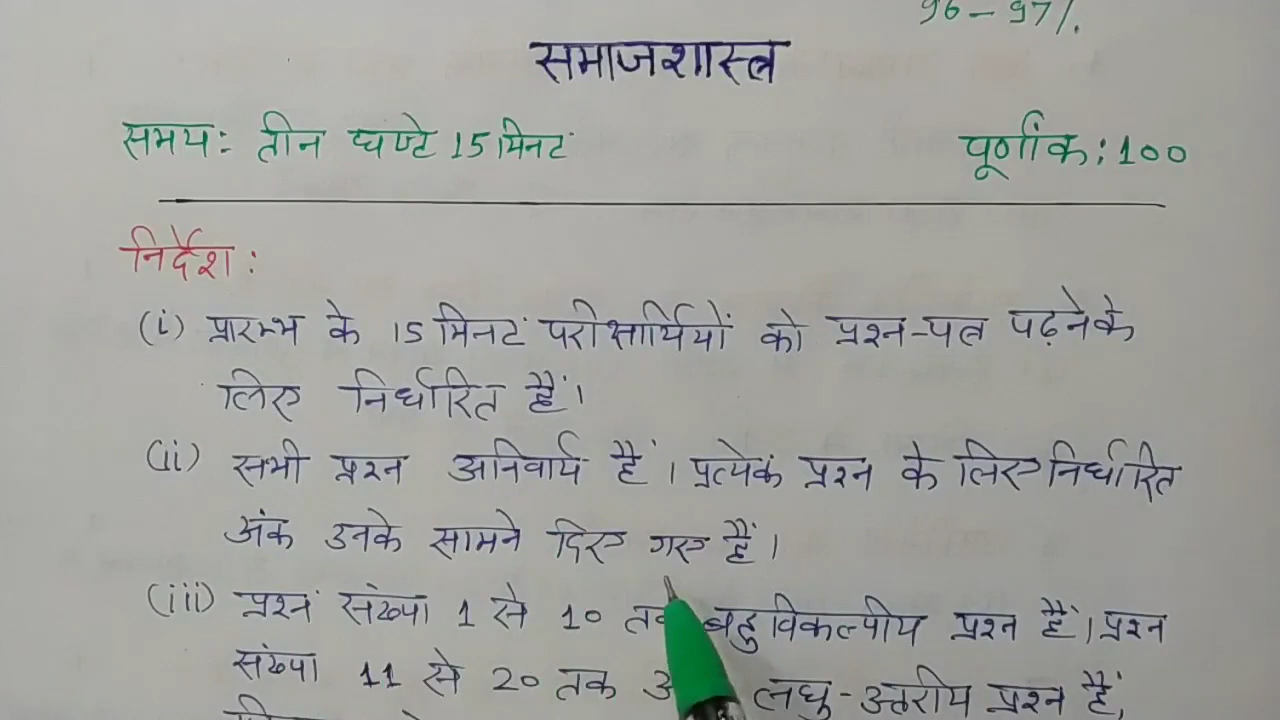 96-97%.
समाजशास्त्र
समय: तीन घण्टे 15 मिनट पूर्णांक: 100
निर्देश:
(i) प्रारम्भ के 15 मिनट परीक्षार्थियों को प्रश्न-पत्र पढ़ने के
लिए निर्धारित हैं।
(ii) सभी प्रश्न अनिवार्य हैं। प्रत्येक प्रश्न के लिए निर्धारित
अंक उनके सामने दिए गए हैं।
(iii) प्रश्न संख्या 1 से 10 तक बहुविकल्पीय प्रश्न हैं। प्रश्न
संख्या 11 से 20 तक लघु-उत्तरीय प्रश्न हैं,